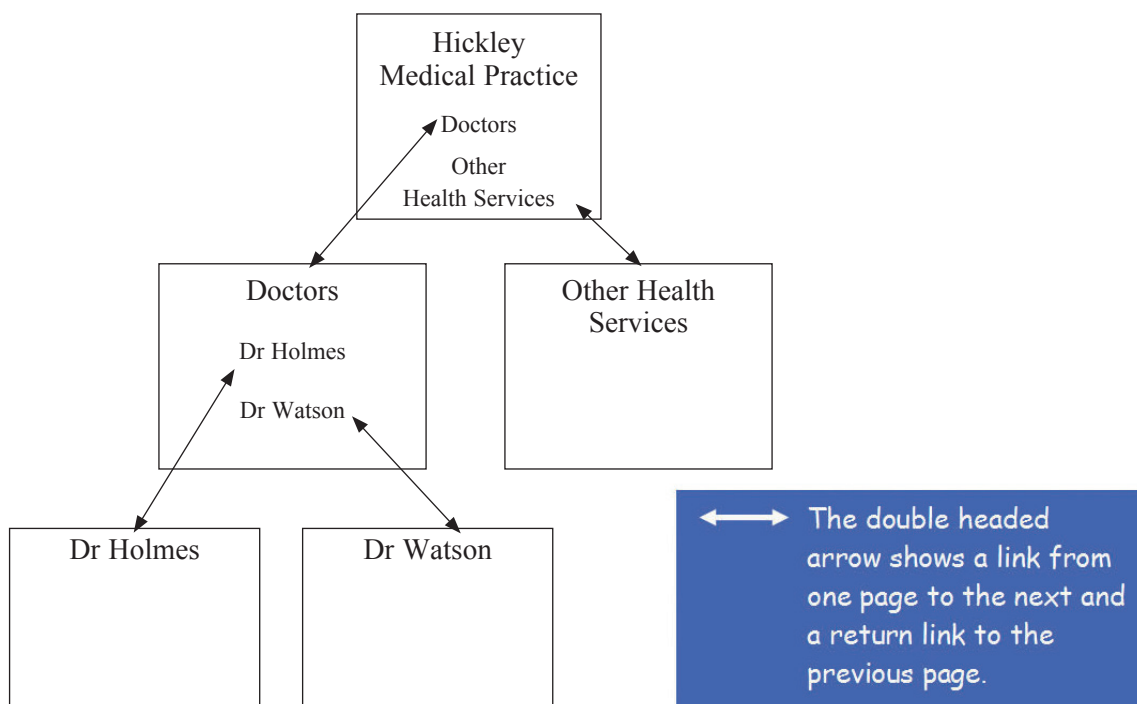 Hickley
Medical Practice
Doctors
Other
Health Services
Doctors
Dr Holmes
Dr Watson
Other Health
Services
Dr Holmes
Dr Watson
The double headed
arrow shows a link from
one page to the next and
a return link to the
previous page.